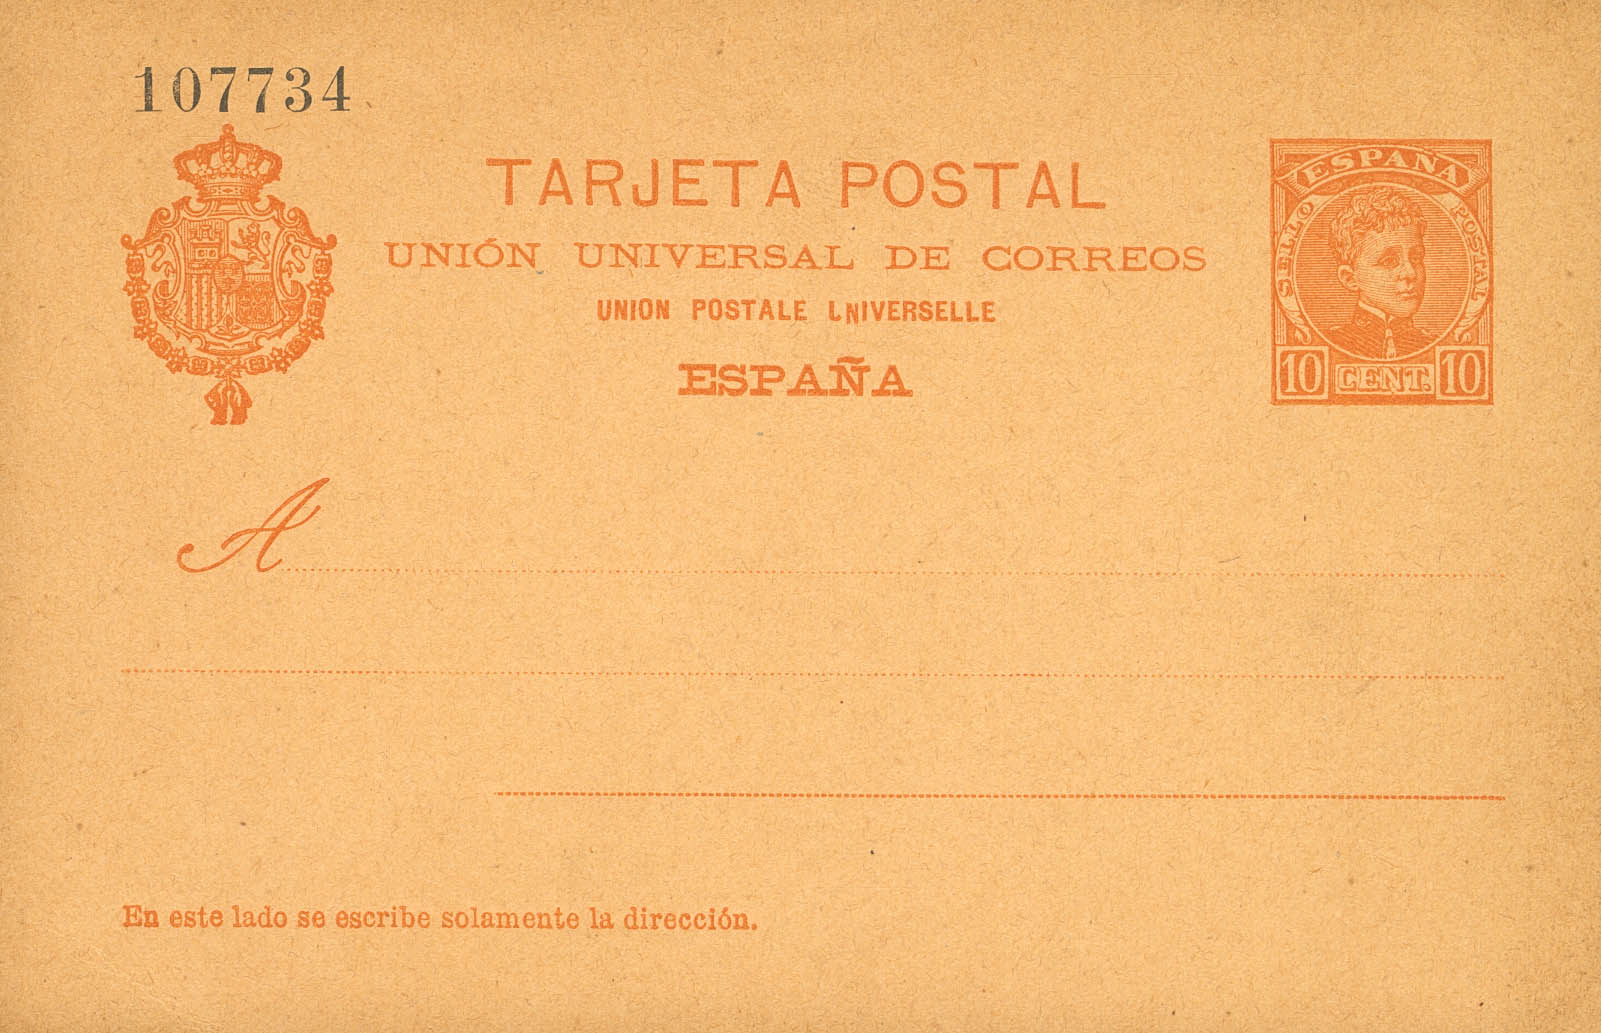 107734
TARJETA POSTAL
UNIÓN UNIVERSAL DE CORREOS
UNION POSTALE LNIVERSELLE
ESPAÑA
ESPAÑA
SELLO POSTAL
10 CENT. 10
A
En este lado se escribe solamente la dirección.